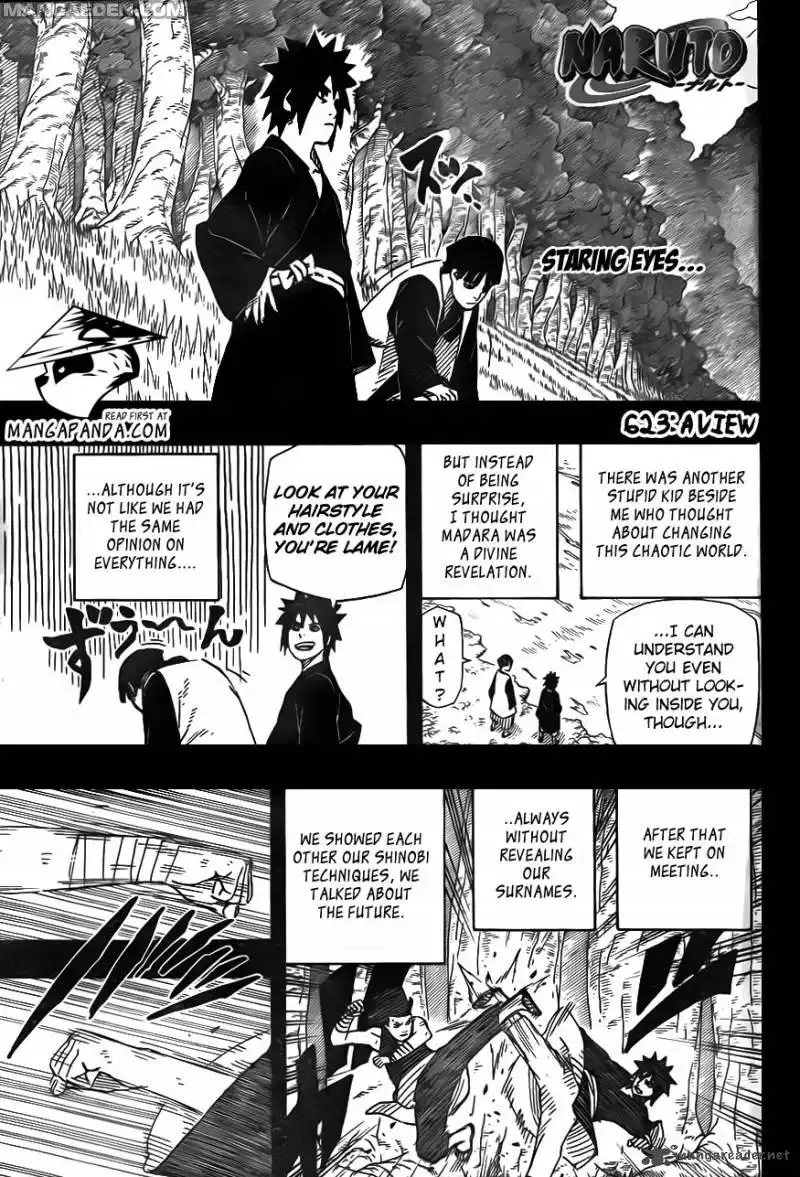 MANGAEDEN.COM
NARUTO
-ナルト-
ズッ!!
STARING EYES...
READ FIRST AT
MANGAPANDA.COM
623:AVIEW
THERE WAS ANOTHER
STUPID KID BESIDE
ME WHO THOUGHT
ABOUT CHANGING
THIS CHAOTIC WORLD.
BUT INSTEAD
OF BEING
SURPRISE,
I THOUGHT
MADARA WAS
A DIVINE
REVELATION.
...I CAN
UNDERSTAND
YOU EVEN
WITHOUT LOOK-
ING INSIDE YOU,
THOUGH...
WHAT?
LOOK AT YOUR
HAIRSTYLE
AND CLOTHES,
YOU'RE LAME!
...ALTHOUGH IT'S
NOT LIKE WE HAD
THE SAME
OPINION ON
EVERYTHING....
ずぅ〜〜ん
AFTER THAT
WE KEPT ON
MEETING..
..ALWAYS
WITHOUT
REVEALING
OUR
SURNAMES.
WE SHOWED EACH
OTHER OUR SHINOBI
TECHNIQUES, WE
TALKED ABOUT
THE FUTURE.
mangareader.net